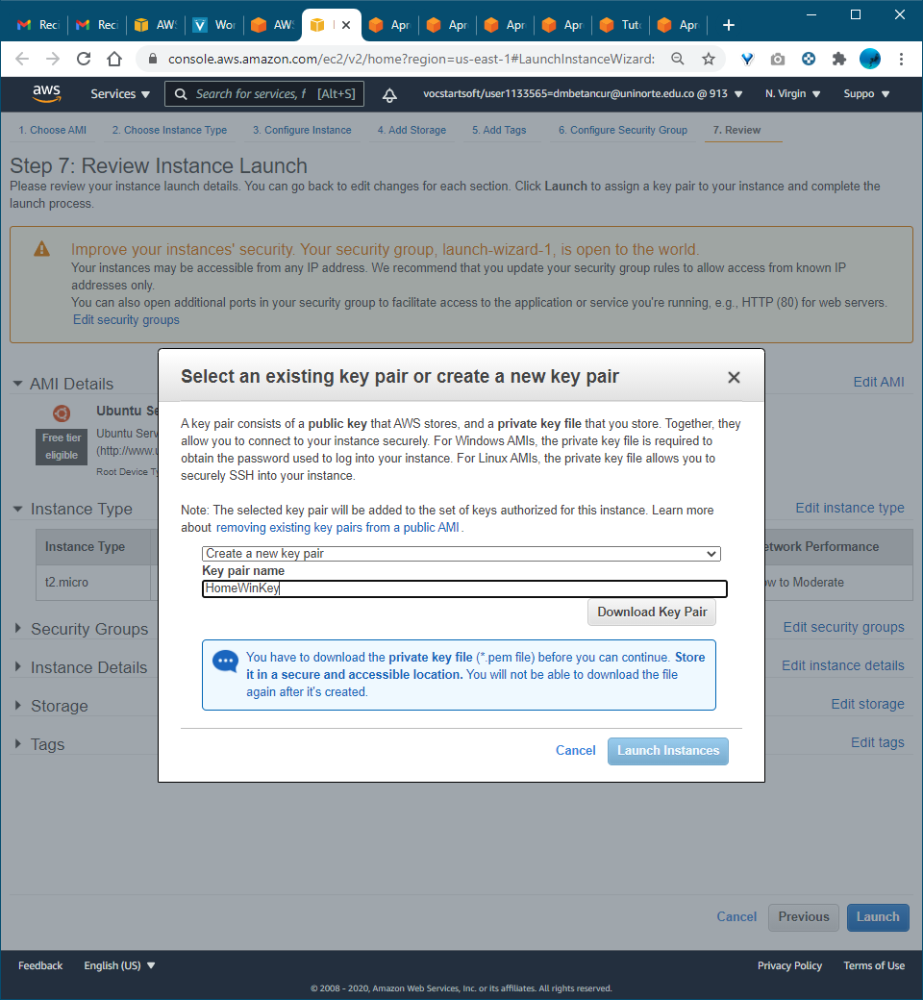 Reci
Reci
AWS
Wor
AWS
Apr
Apr
Apr
Apr
Tuto
Apr
console.aws.amazon.com/ec2/v2/home?region=us-east-1#LaunchInstanceWizard:
aws
Services
Search for services, f [Alt+S]
vocstartsoft/user1133565=dmbetancur@uninorte.edu.co @ 913
N. Virgin
Suppo
1. Choose AMI
2. Choose Instance Type
3. Configure Instance
4. Add Storage
5. Add Tags
6. Configure Security Group
7. Review
Step 7: Review Instance Launch
Please review your instance launch details. You can go back to edit changes for each section. Click Launch to assign a key pair to your instance and complete the
launch process.
Improve your instances' security. Your security group, launch-wizard-1, is open to the world.
Your instances may be accessible from any IP address. We recommend that you update your security group rules to allow access from known IP
addresses only.
You can also open additional ports in your security group to facilitate access to the application or service you're running, e.g., HTTP (80) for web servers.
Edit security groups
AMI Details
Edit AMI
Free tier
eligible
Ubuntu Se
Ubuntu Serv
(http://www.u
Root Device Ty
Instance Type
Edit instance type
Instance Type
etwork Performance
t2.micro
ow to Moderate
Security Groups
Edit security groups
Instance Details
Edit instance details
Storage
Edit storage
Tags
Edit tags
Select an existing key pair or create a new key pair
A key pair consists of a public key that AWS stores, and a private key file that you store. Together, they
allow you to connect to your instance securely. For Windows AMIs, the private key file is required to
obtain the password used to log into your instance. For Linux AMIs, the private key file allows you to
securely SSH into your instance.
Note: The selected key pair will be added to the set of keys authorized for this instance. Learn more
about removing existing key pairs from a public AMI.
Create a new key pair
Key pair name
HomeWinKey
Download Key Pair
You have to download the private key file (*.pem file) before you can continue. Store
it in a secure and accessible location. You will not be able to download the file
again after it's created.
Cancel
Launch Instances
Cancel
Previous
Launch
Feedback
English (US)
Privacy Policy
Terms of Use
© 2008 - 2020, Amazon Web Services, Inc. or its affiliates. All rights reserved.